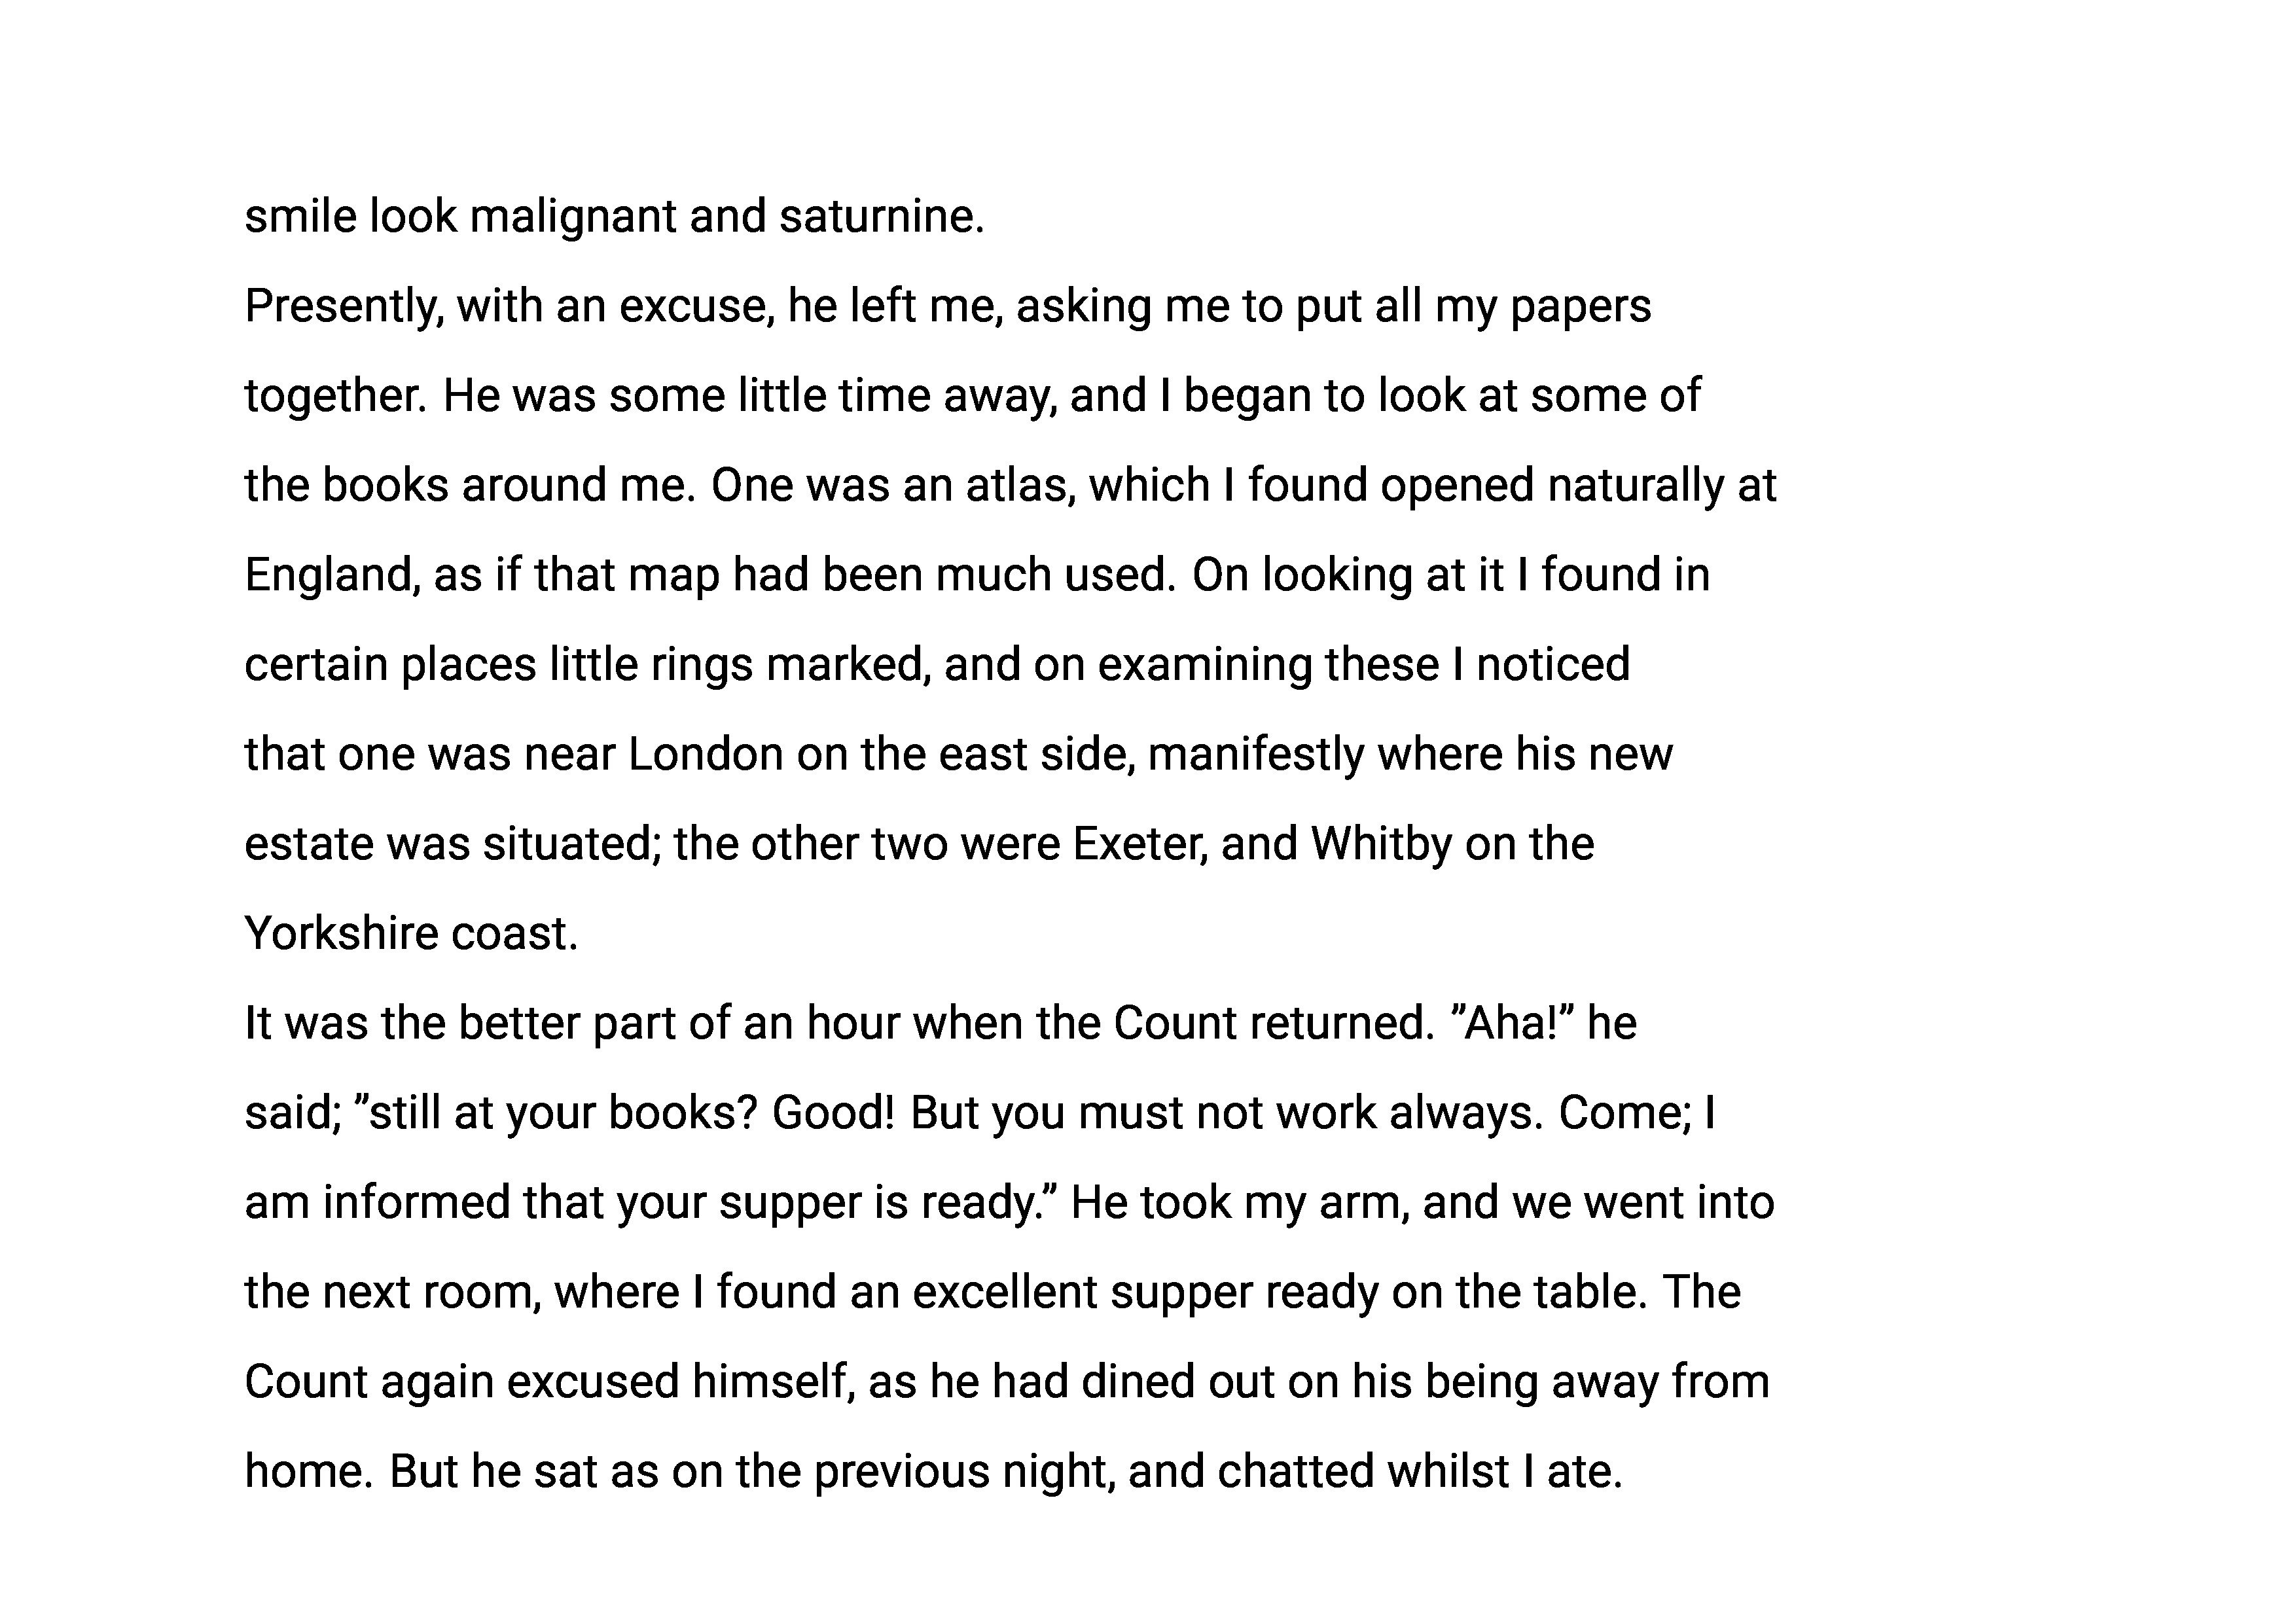 smile look malignant and saturnine.
Presently, with an excuse, he left me, asking me to put all my papers
together. He was some little time away, and I began to look at some of
the books around me. One was an atlas, which I found opened naturally at
England, as if that map had been much used. On looking at it I found in
certain places little rings marked, and on examining these I noticed
that one was near London on the east side, manifestly where his new
estate was situated; the other two were Exeter, and Whitby on the
Yorkshire coast.
It was the better part of an hour when the Count returned. ”Aha!” he
said; ”still at your books? Good! But you must not work always. Come; I
am informed that your supper is ready.” He took my arm, and we went into
the next room, where I found an excellent supper ready on the table. The
Count again excused himself, as he had dined out on his being away from
home. But he sat as on the previous night, and chatted whilst I ate.